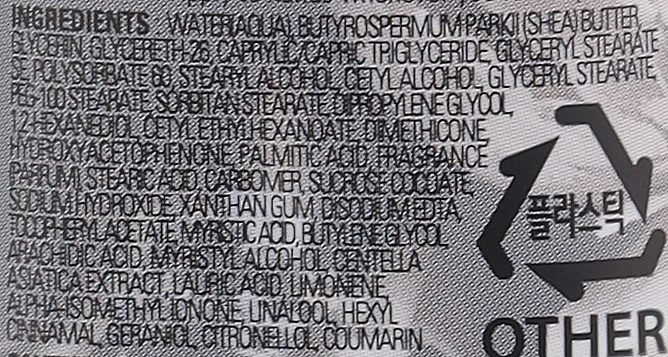 INGREDIENTS WATER(AQUA), BUTYROSPERMUM PARKII (SHEA) BUTTER,
GLYCERIN, GLYCERETH-26, CAPRYLIC/CAPRIC TRIGLYCERIDE, GLYCERYL STEARATE
SE, POLYSORBATE 60, STEARYL ALCOHOL, CETYL ALCOHOL, GLYCERYL STEARATE,
PEG-100 STEARATE, SORBITAN STEARATE, DIPROPYLENE GLYCOL,
1,2-HEXANEDIOL, CETYL ETHYLHEXANOATE, DIMETHICONE,
HYDROXYACETOPHENONE, PALMITIC ACID, FRAGRANCE
(PARFUM), STEARIC ACID, CARBOMER, SUCROSE COCOATE,
SODIUM HYDROXIDE, XANTHAN GUM, DISODIUM EDTA,
TOCOPHERYL ACETATE, MYRISTIC ACID, BUTYLENE GLYCOL,
ARACHIDIC ACID, MYRISTYL ALCOHOL, CENTELLA
ASIATICA EXTRACT, LAURIC ACID, LIMONENE,
ALPHA-ISOMETHYL IONONE, LINALOOL, HEXYL
CINNAMAL, GERANIOL, CITRONELLOL, COUMARIN
플라스틱
OTHER